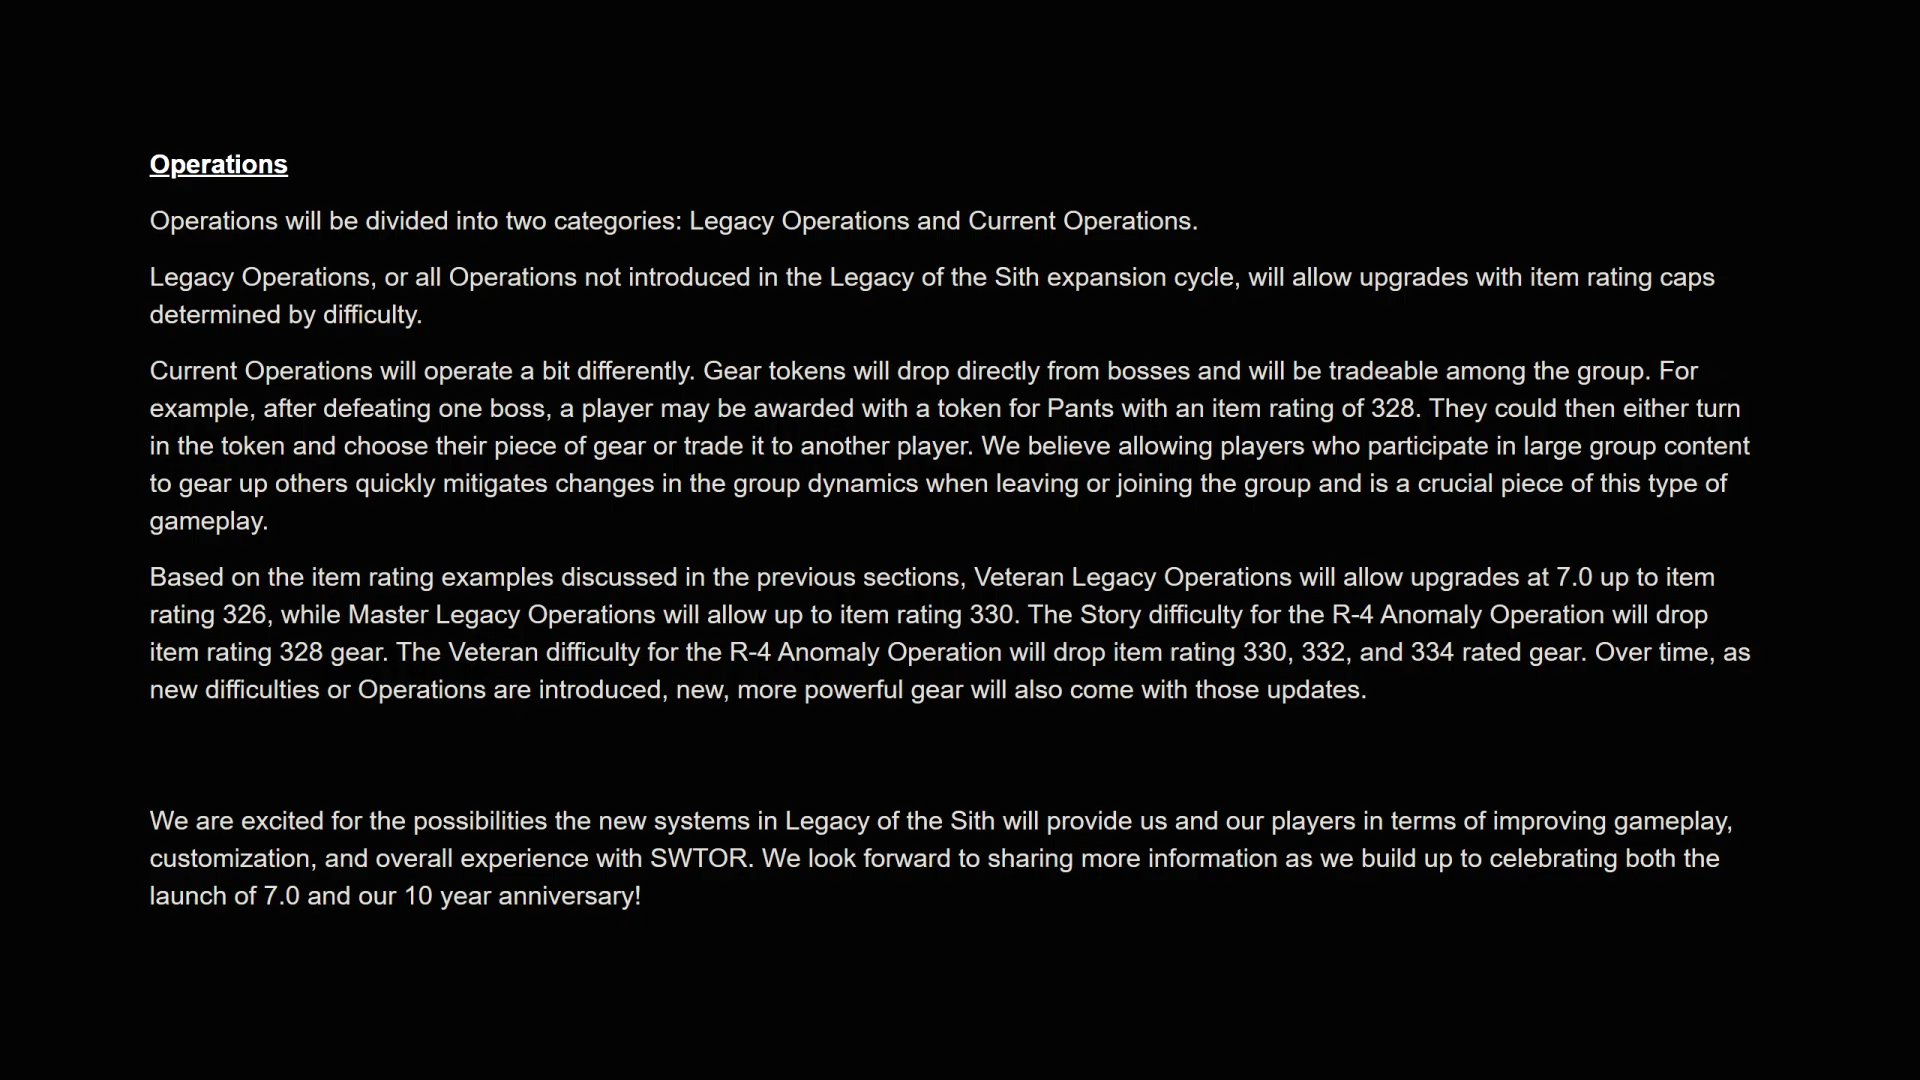 Operations
Operations will be divided into two categories: Legacy Operations and Current Operations.
Legacy Operations, or all Operations not introduced in the Legacy of the Sith expansion cycle, will allow upgrades with item rating caps
determined by difficulty.
Current Operations will operate a bit differently. Gear tokens will drop directly from bosses and will be tradeable among the group. For
example, after defeating one boss, a player may be awarded with a token for Pants with an item rating of 328. They could then either turn
in the token and choose their piece of gear or trade it to another player. We believe allowing players who participate in large group content
to gear up others quickly mitigates changes in the group dynamics when leaving or joining the group and is a crucial piece of this type of
gameplay.
Based on the item rating examples discussed in the previous sections, Veteran Legacy Operations will allow upgrades at 7.0 up to item
rating 326, while Master Legacy Operations will allow up to item rating 330. The Story difficulty for the R-4 Anomaly Operation will drop
item rating 328 gear. The Veteran difficulty for the R-4 Anomaly Operation will drop item rating 330, 332, and 334 rated gear. Over time, as
new difficulties or Operations are introduced, new, more powerful gear will also come with those updates.
We are excited for the possibilities the new systems in Legacy of the Sith will provide us and our players in terms of improving gameplay,
customization, and overall experience with SWTOR. We look forward to sharing more information as we build up to celebrating both the
launch of 7.0 and our 10 year anniversary!